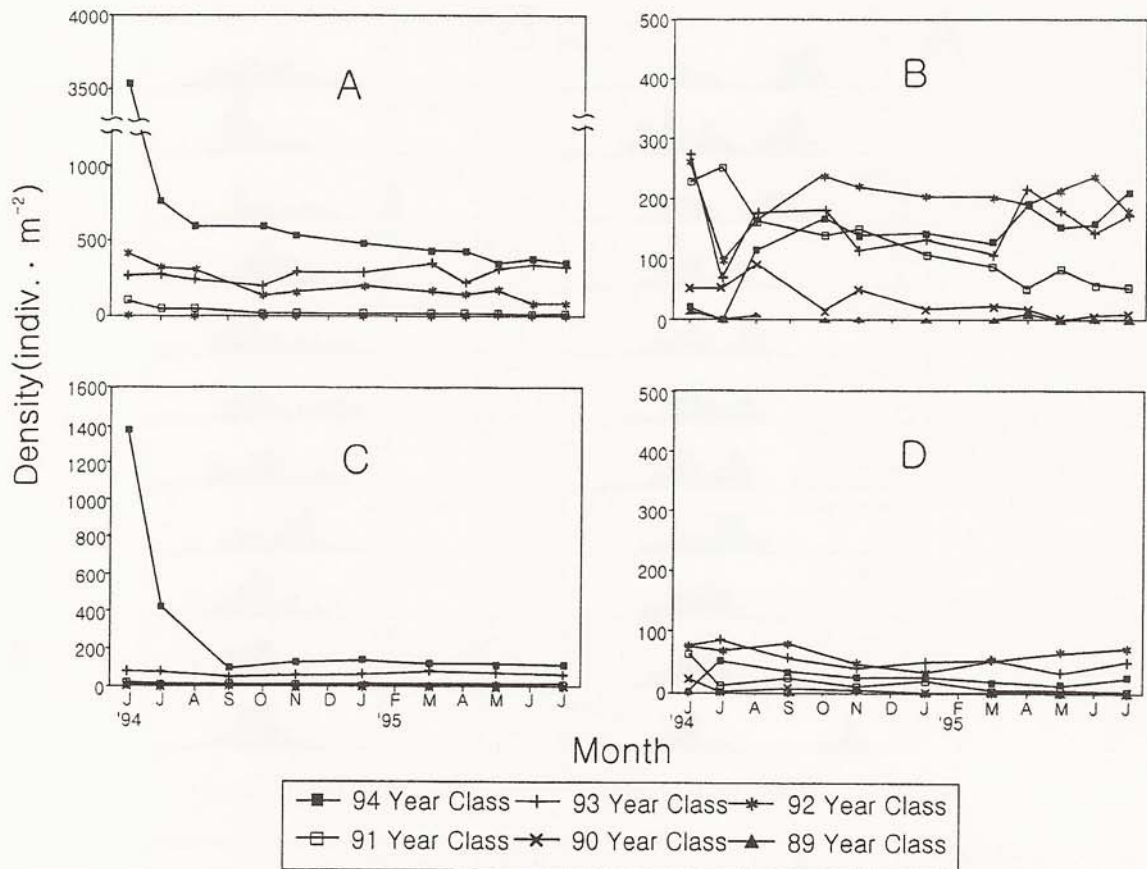 4000
3500
1000
500
0
A
500
400
300
200
100
0
B
1600
1400
1200
1000
800
600
400
200
0
C
500
400
300
200
100
0
D
Density(indiv. · m⁻²)
J J A S O N D J F M A M J J
'94 '95
J J A S O N D J F M A M J J
'94 '95
Month
94 Year Class 93 Year Class 92 Year Class
91 Year Class 90 Year Class 89 Year Class